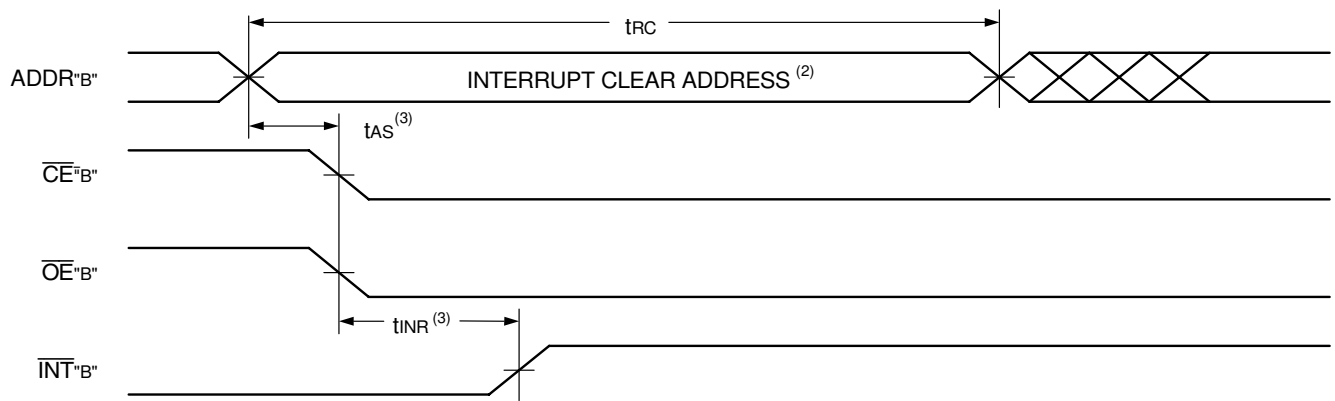 tRC
ADDR"B"
INTERRUPT CLEAR ADDRESS (2)
tAS(3)
CE"B"
OE"B"
tINR(3)
INT"B"